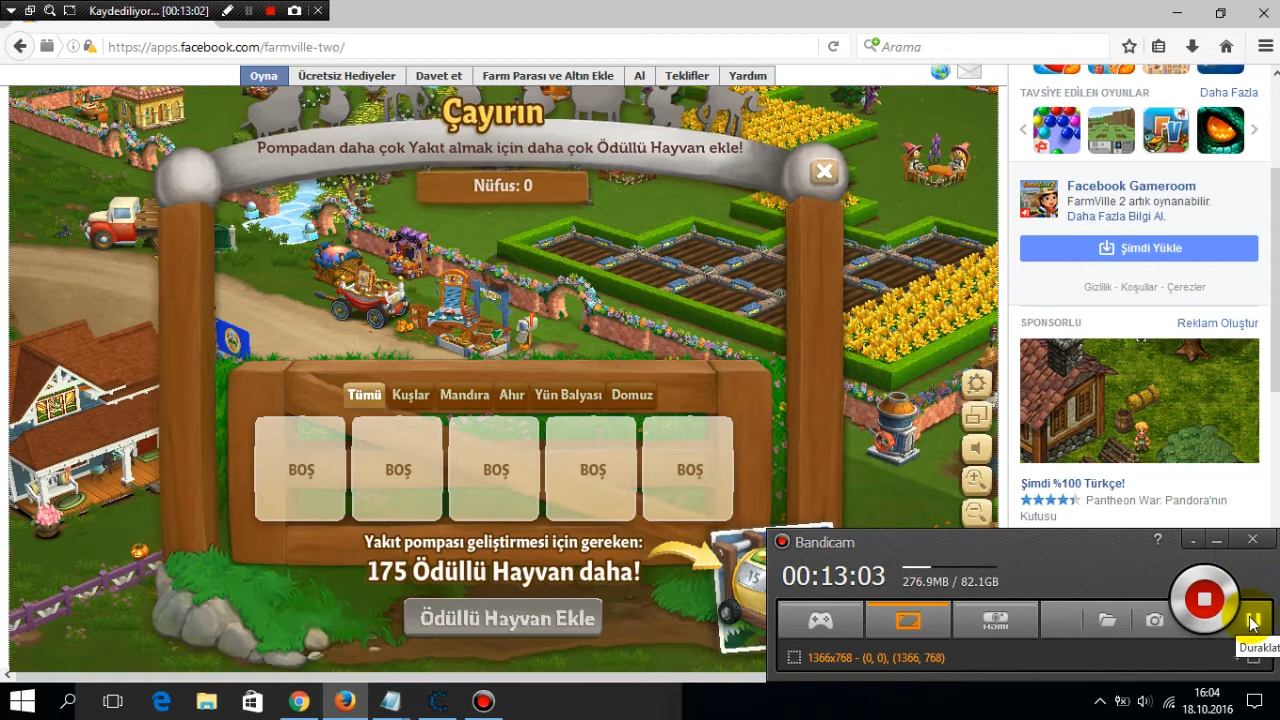 Kaydediliyor... [00:13:02]
https://apps.facebook.com/farmville-two/
Arama
Oyna
Ücretsiz Hediyeler
Davet et
Farm Parası ve Altın Ekle
Al
Teklifler
Yardım
Çayırın
Pompadan daha çok Yakıt almak için daha çok Ödüllü Hayvan ekle!
Nüfus: 0
Tümü Kuşlar Mandıra Ahır Yün Balyası Domuz
BOŞ BOŞ BOŞ BOŞ BOŞ
Yakıt pompası geliştirmesi için gereken:
175 Ödüllü Hayvan daha!
15
Ödüllü Hayvan Ekle
TAVSİYE EDİLEN OYUNLAR
Daha Fazla
Facebook Gameroom
FarmVille 2 artık oynanabilir.
Daha Fazla Bilgi Al.
Şimdi Yükle
Gizlilik - Koşullar - Çerezler
SPONSORLU
Reklam Oluştur
Şimdi %100 Türkçe!
Pantheon War: Pandora'nın
Kutusu
Bandicam
00:13:03
276.9MB / 82.1GB
HDMI
1366x768 - (0, 0), (1366, 768)
Duraklat
16:04
18.10.2016